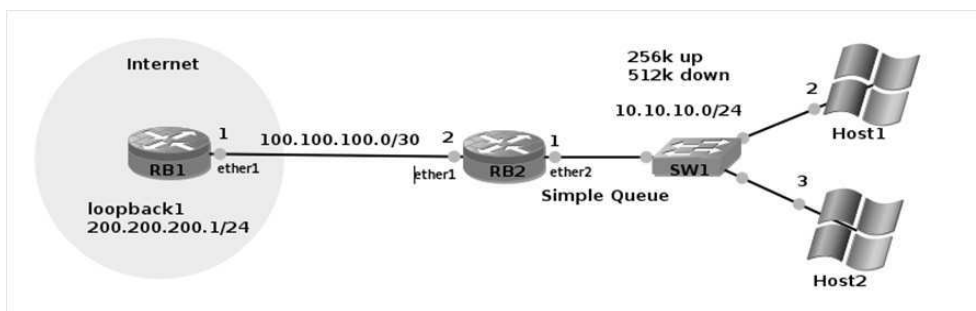 Internet
256k up
512k down
10.10.10.0/24
2
Host1
1
100.100.100.0/30
2
1
RB1
ether1
ether1
RB2
ether2
SW1
Simple Queue
3
loopback1
200.200.200.1/24
Host2